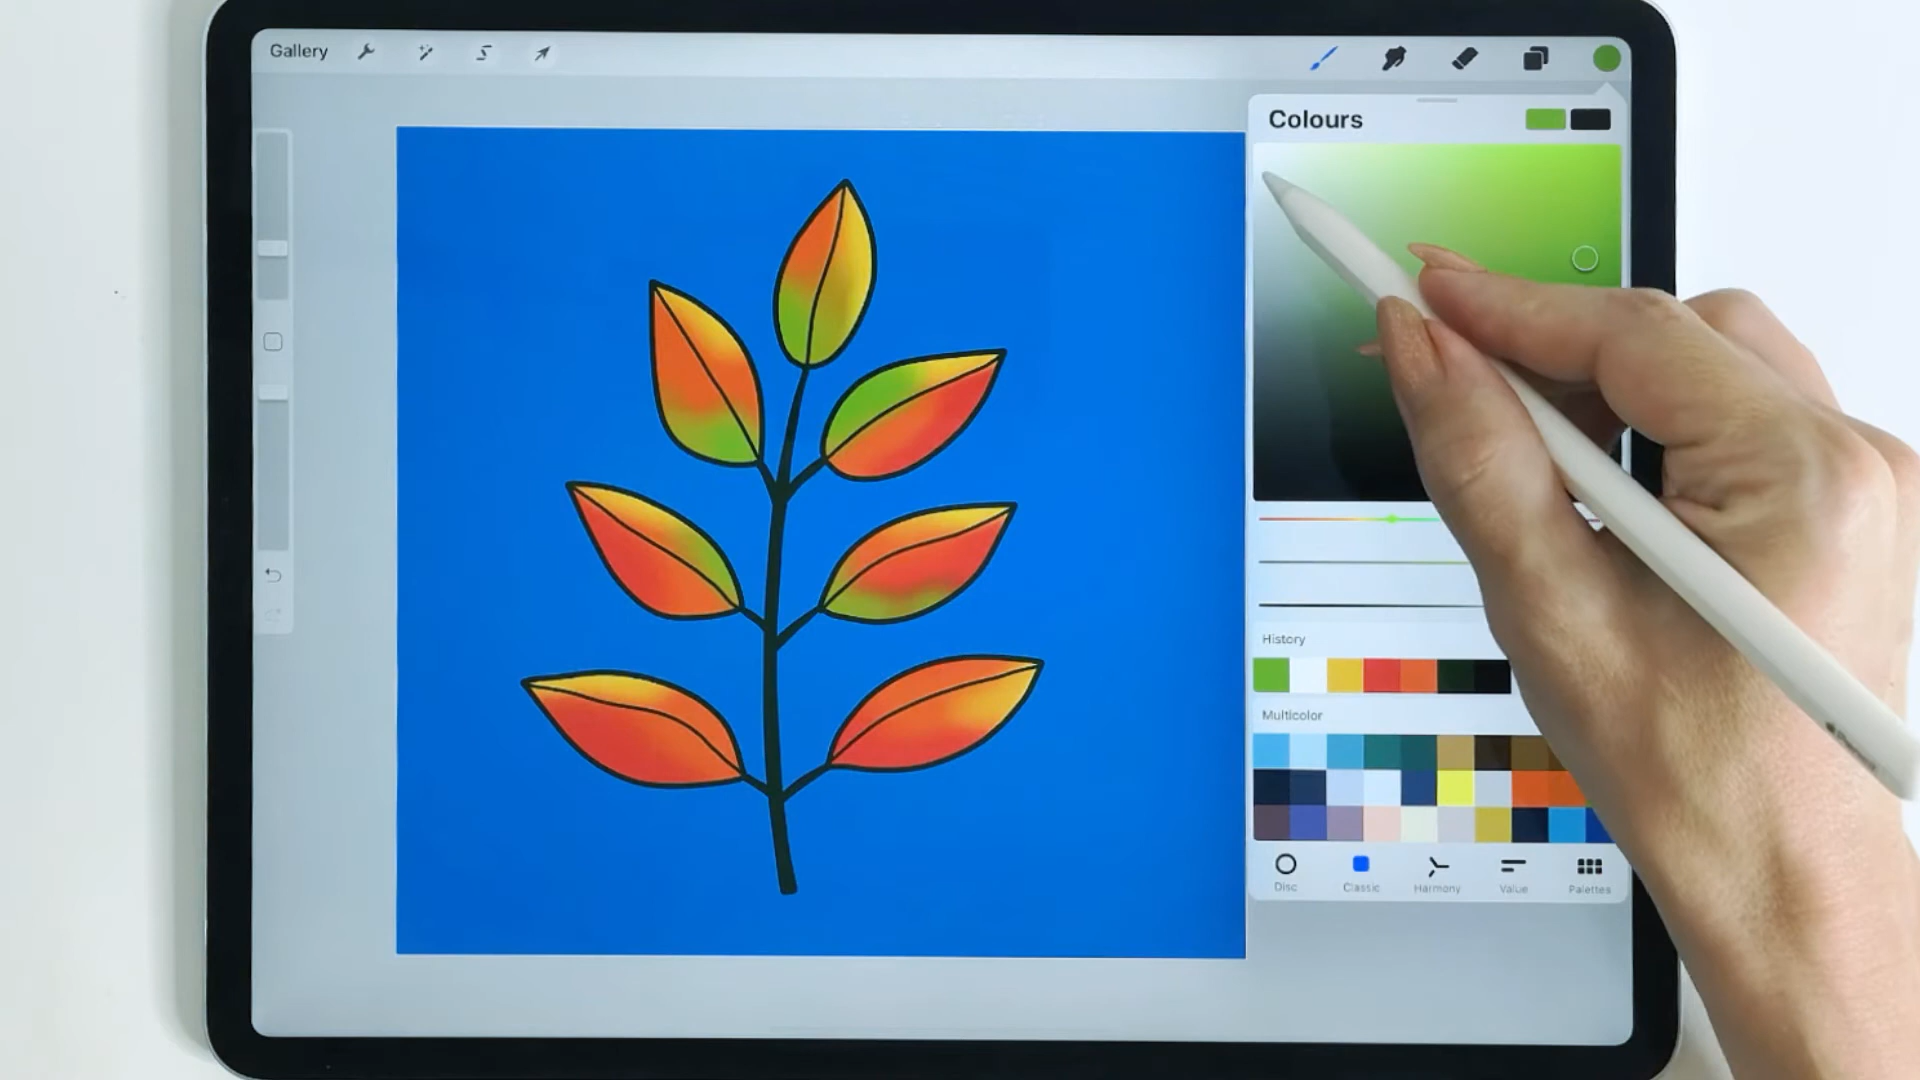 Gallery
Colours
History
Multicolor
Disc
Classic
Harmony
Value
Palettes